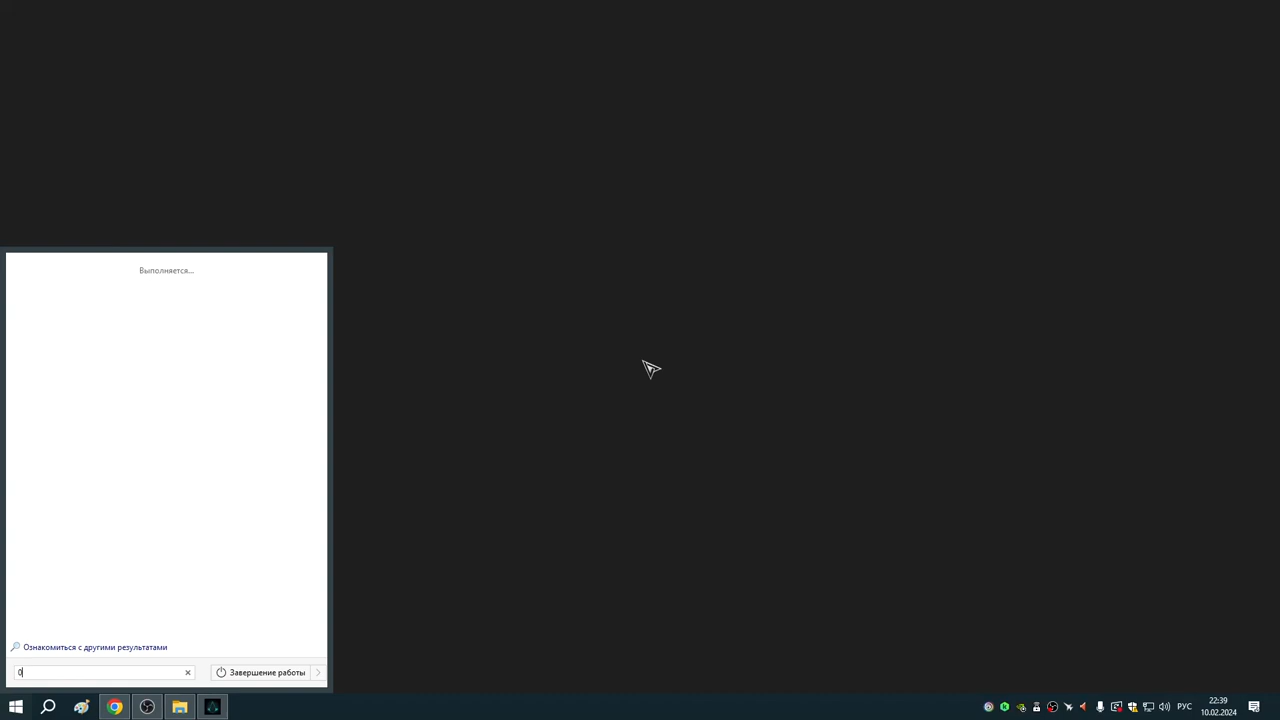 Выполняется...
Ознакомиться с другими результатами
0
Завершение работы
РУС
22:39
10.02.2024